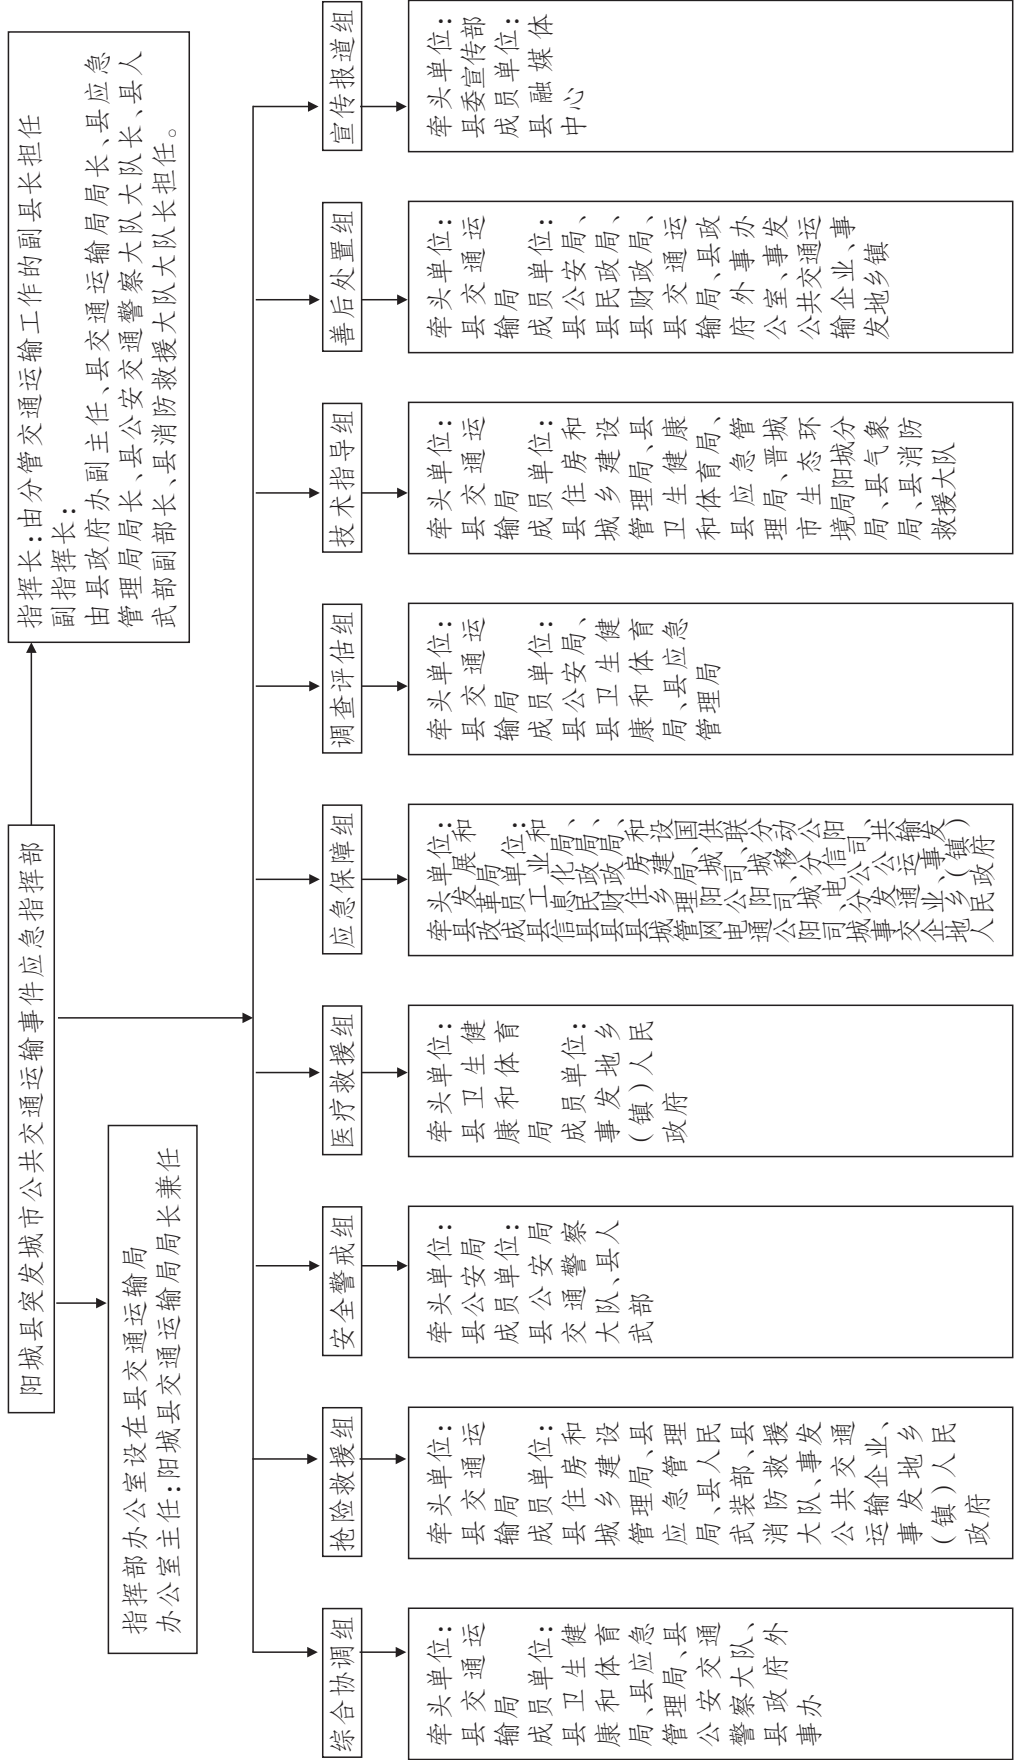 阳城县突发城市公共交通运输事件应急指挥部
指挥长:由分管交通运输工作的副县长担任
副指挥长:
由县政府办副主任、县交通运输局局长、县应急
管理局局长、县公安交通警察大队大队长、县人
武部副部长、县消防救援大队大队长担任。
指挥部办公室设在县交通运输局
办公室主任:阳城县交通运输局局长兼任
综合协调组
牵头单位:
县交通运
输局
成员单位:
县卫生健
康和体育
局、县应急
管理局、县
公安交通
警察大队、
县政府外
事办
抢险救援组
牵头单位:
县交通运
输局
成员单位:
县住房和
城乡建设
管理局、县
应急管理
局、县人民
武装部、县
消防救援
大队、事发
公共交通
运输企业、
事发地乡
(镇)人民
政府
安全警戒组
牵头单位:
县公安局
成员单位:
县公安局
交通警察
大队、县人
武部
医疗救援组
牵头单位:
县卫生健
康和体育
局
成员单位:
事发地乡
(镇)人民
政府
应急保障组
牵头单位:
县发展和
改革局
成员单位:
县工业和
信息化局、
县民政局、
县财政局、
县住房和
城乡建设
管理局、国
网阳城供
电公司、联
通阳城分
公司、移动
阳城分公
司、电信阳
城分公司、
事发公共
交通运输
企业、事发
地乡(镇)
人民政府
调查评估组
牵头单位:
县交通运
输局
成员单位:
县公安局、
县卫生健
康和体育
局、县应急
管理局
技术指导组
牵头单位:
县交通运
输局
成员单位:
县住房和
城乡建设
管理局、县
卫生健康
和体育局、
县应急管
理局、晋城
市生态环
境局阳城分
局、县气象
局、县消防
救援大队
善后处置组
牵头单位:
县交通运
输局
成员单位:
县公安局、
县民政局、
县财政局、
县交通运
输局、县政
府外事办
公室、事发
公共交通运
输企业、事
发地乡镇
宣传报道组
牵头单位:
县委宣传部
成员单位:
县融媒体
中心